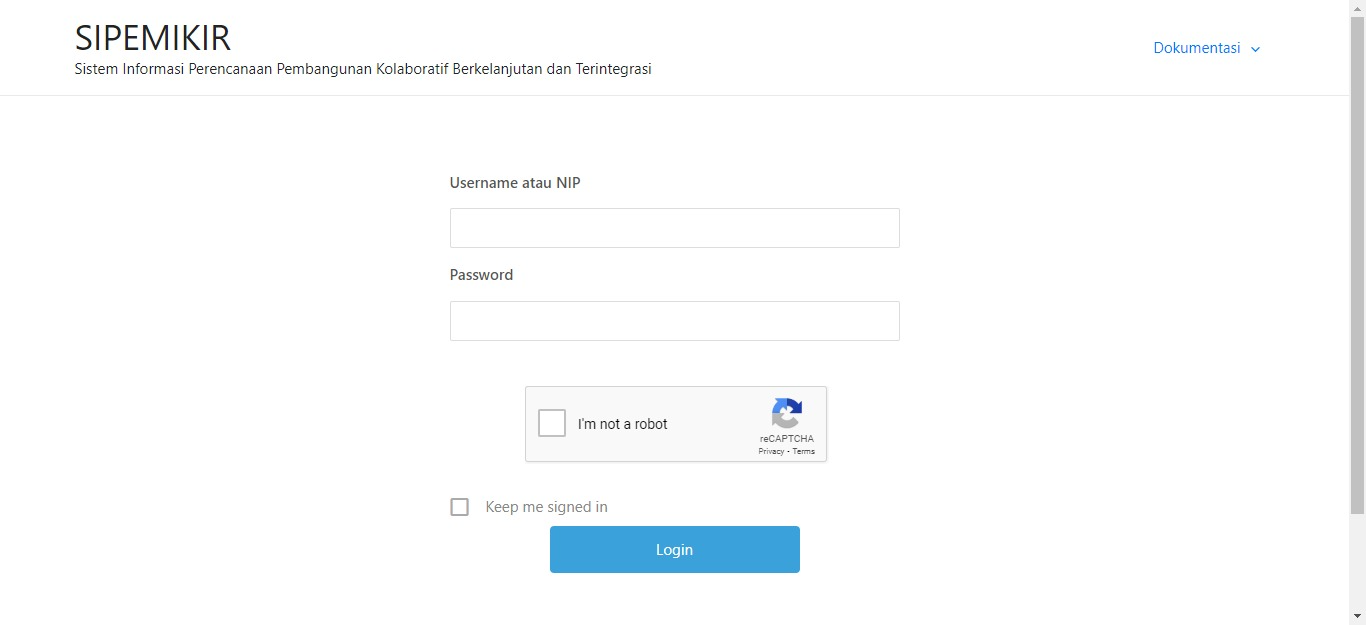 SIPEMIKIR
Sistem Informasi Perencanaan Pembangunan Kolaboratif Berkelanjutan dan Terintegrasi
Dokumentasi
Username atau NIP
Password
I'm not a robot
reCAPTCHA
Privacy - Terms
Keep me signed in
Login